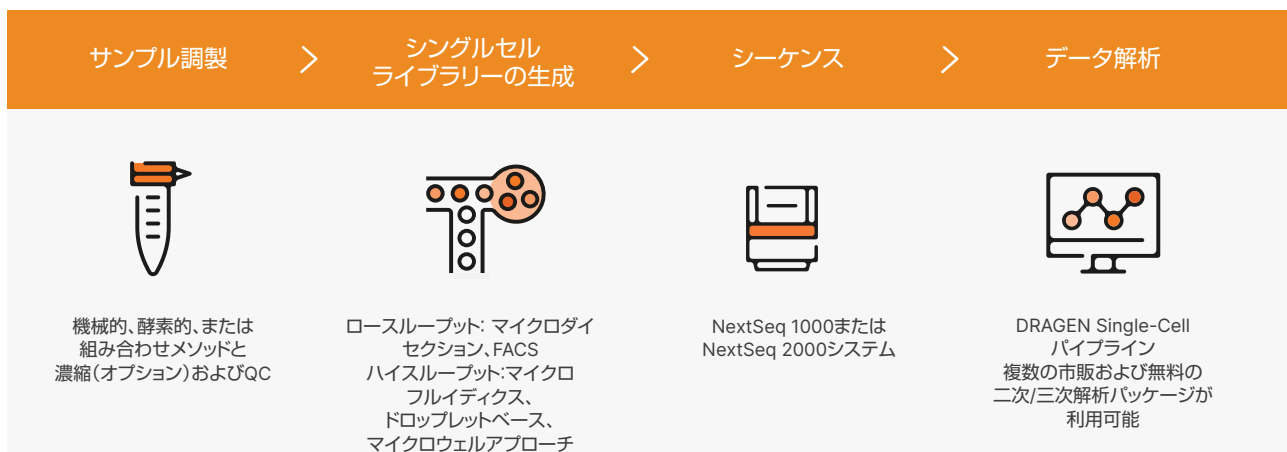 サンプル調製
シングルセル
ライブラリーの生成
シーケンス
データ解析
機械的、酵素的、または
組み合わせメソッドと
濃縮（オプション）およびQC
ロースループット： マイクロダイ
セクション、FACS
ハイスループット：マイクロ
フルイディクス、
ドロップレットベース、
マイクロウェルアプローチ
NextSeq 1000または
NextSeq 2000システム
DRAGEN Single-Cell
パイプライン
複数の市販および無料の
二次/三次解析パッケージが
利用可能